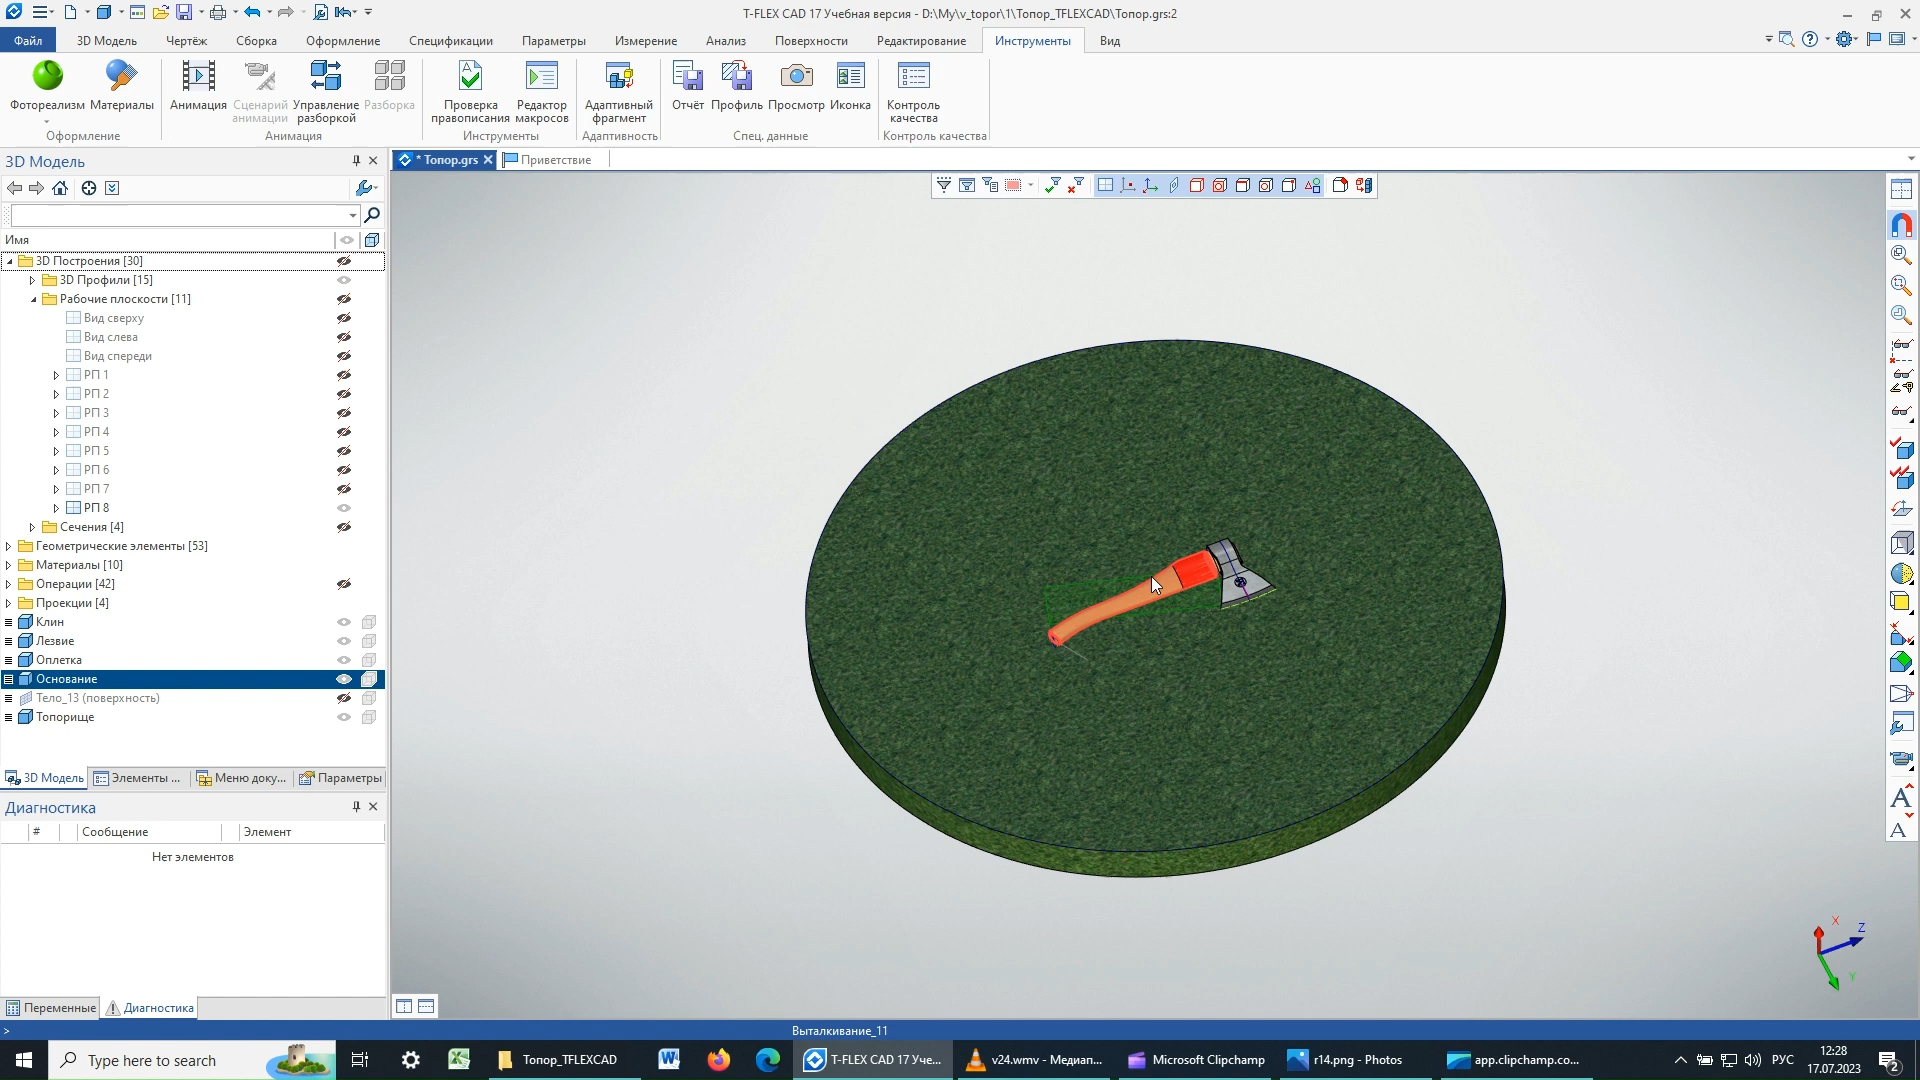 T-FLEX CAD 17 Учебная версия - D:\My\v_topor\1\Топор_TFLEXCAD\Топор.grs:2
Файл 3D Модель Чертёж Сборка Оформление Спецификации Параметры Измерение Анализ Поверхности Редактирование Инструменты Вид
Фотореализм Материалы Анимация Сценарий анимации Управление разборкой Разборка Проверка правописания Редактор макросов Адаптивный фрагмент Отчёт Профиль Просмотр Иконка Контроль качества
Оформление Анимация Инструменты Адаптивность Спец. данные Контроль качества
3D Модель
* Топор.grs Приветствие
Имя
3D Построения [30]
3D Профили [15]
Рабочие плоскости [11]
Вид сверху
Вид слева
Вид спереди
РП 1
РП 2
РП 3
РП 4
РП 5
РП 6
РП 7
РП 8
Сечения [4]
Геометрические элементы [53]
Материалы [10]
Операции [42]
Проекции [4]
Клин
Лезвие
Оплетка
Основание
Тело_13 (поверхность)
Топорище
3D Модель Элементы ... Меню доку... Параметры
Диагностика
# Сообщение Элемент
Нет элементов
X
Z
Y
Переменные Диагностика
> Выталкивание_11
Type here to search
Топор_TFLEXCAD
T-FLEX CAD 17 Уче...
v24.wmv - Медиап...
Microsoft Clipchamp
r14.png - Photos
app.clipchamp.co...
РУС
12:28
17.07.2023
2